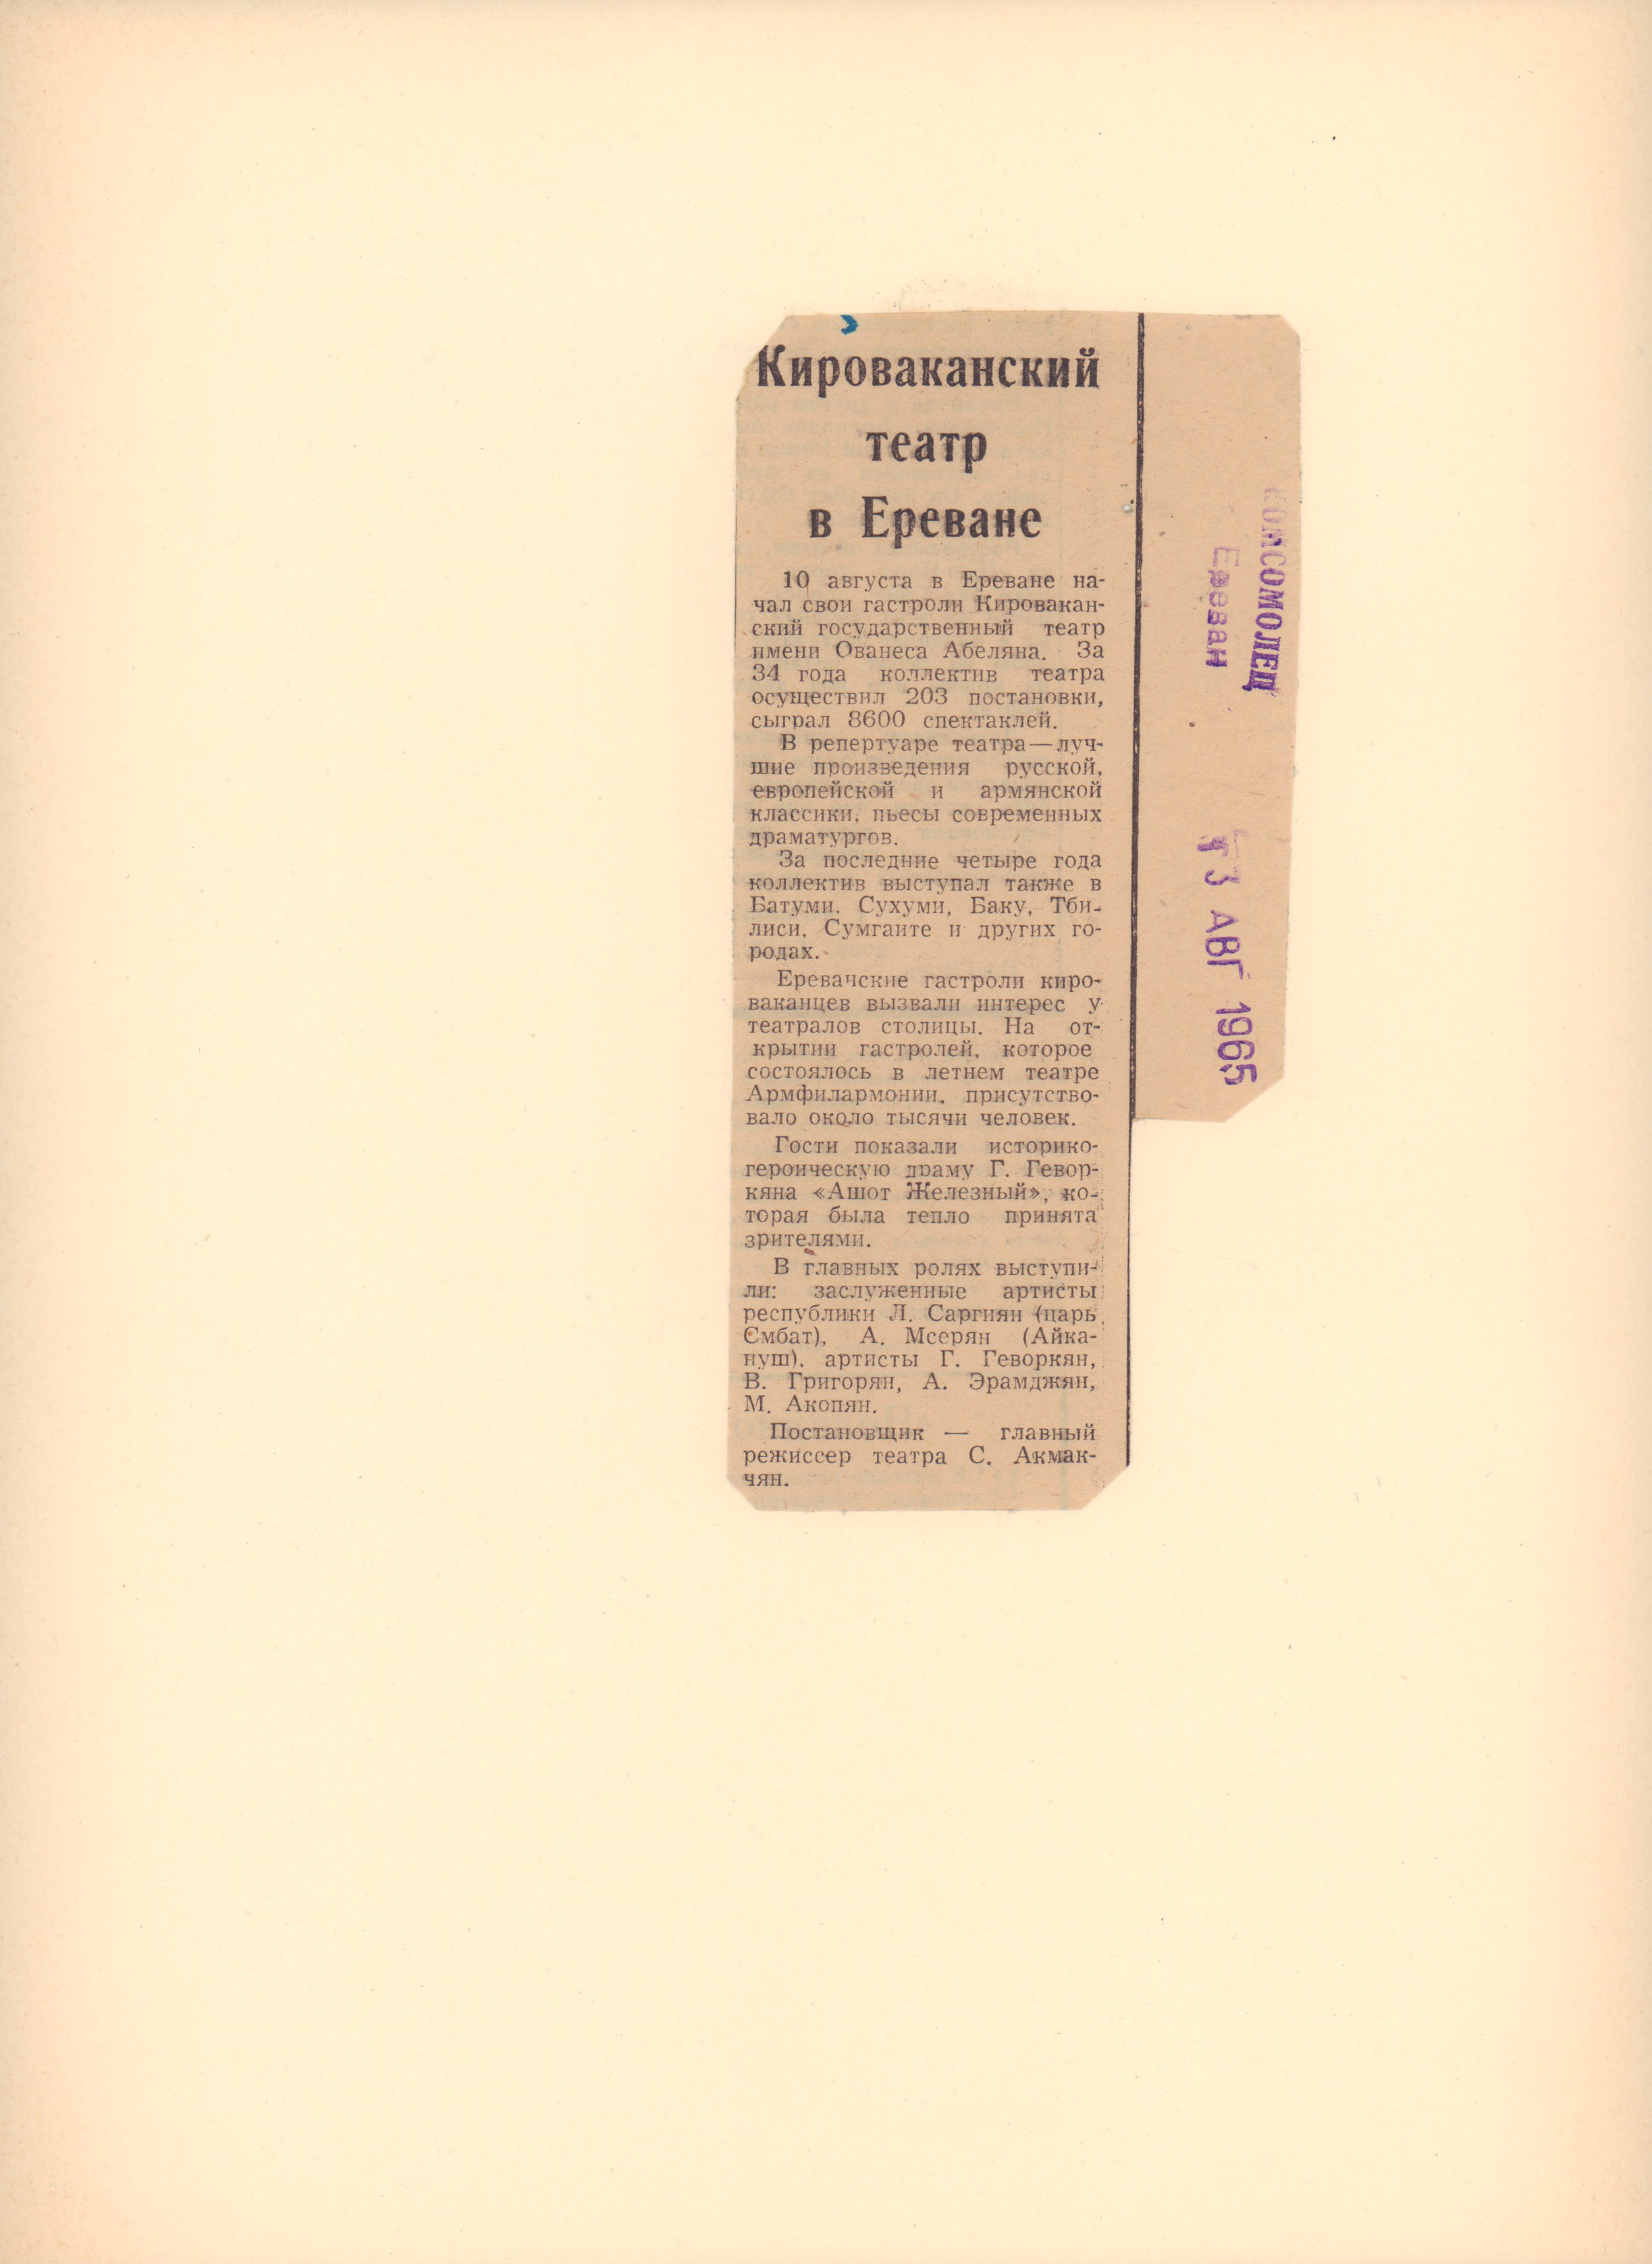 Кироваканский
театр
в Ереване
10 августа в Ереване на-
чал свои гастроли Кировакан-
ский государственный театр
имени Ованеса Абеляна. За
34 года коллектив театра
осуществил 203 постановки,
сыграл 8600 спектаклей.
В репертуаре театра—луч-
шие произведения русской,
европейской и армянской
классики, пьесы современных
драматургов.
За последние четыре года
коллектив выступал также в
Батуми, Сухуми, Баку, Тби-
лиси, Сумгаите и других го-
родах.
Ереванские гастроли киро-
ваканцев вызвали интерес у
театралов столицы. На от-
крытии гастролей, которое
состоялось в летнем театре
Армфилармонии, присутство-
вало около тысячи человек.
Гости показали историко-
героическую драму Г. Гевор-
кяна «Ашот Железный», ко-
торая была тепло принята
зрителями.
В главных ролях выступи-
ли: заслуженные артисты
республики Л. Саргиян (царь
Смбат), А. Мсерян (Айка-
нуш), артисты Г. Геворкян,
В. Григорян, А. Эрамджян,
М. Акопян.
Постановщик — главный
режиссер театра С. Акмак-
чян.
КОМСОМОЛЕЦ
Ереван
13 АВГ 1965